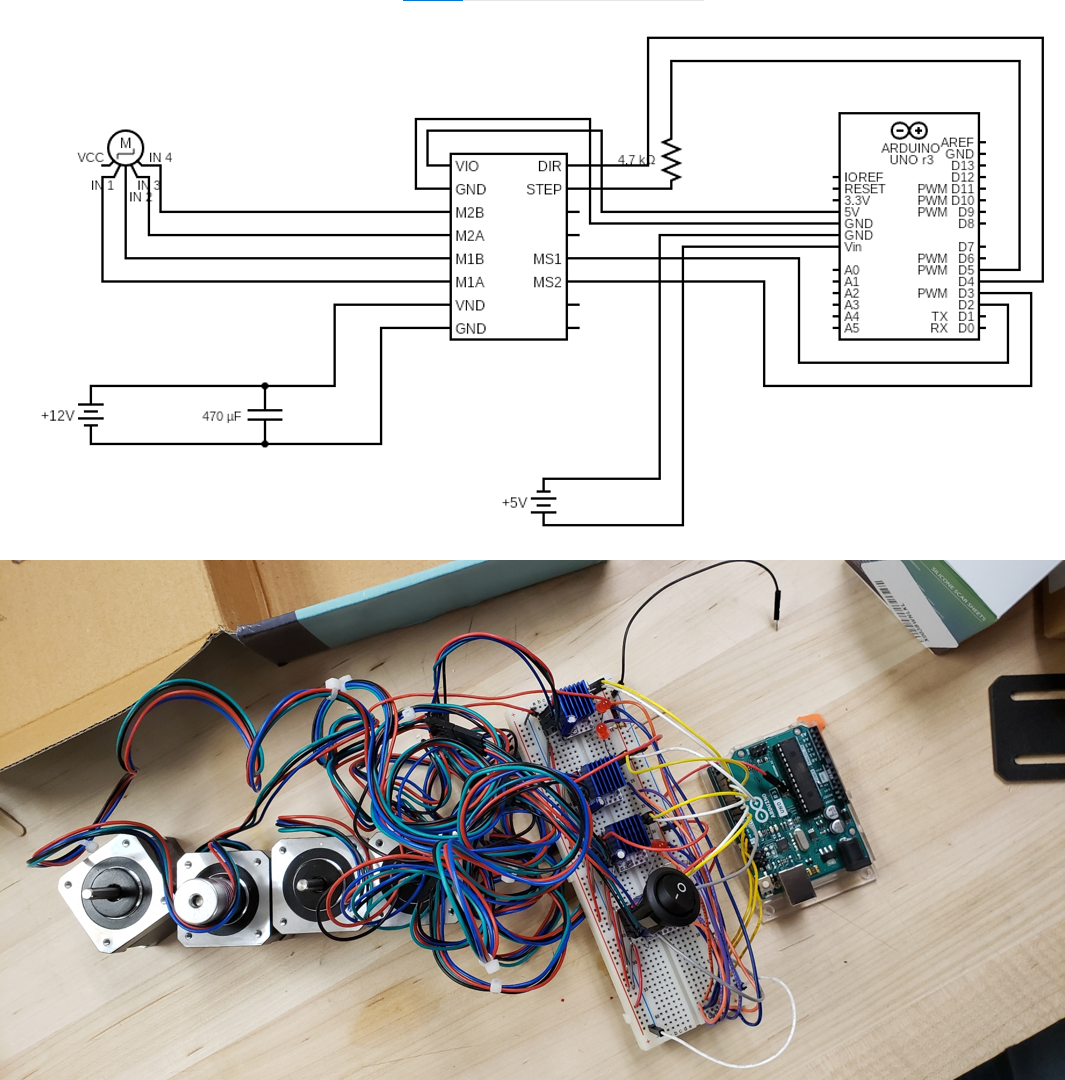 M
VCC
IN 4
IN 1
IN 3
IN 2
VIO
GND
M2B
M2A
M1B
M1A
VND
GND
DIR
STEP
MS1
MS2
4.7 kΩ
ARDUINO
UNO r3
IOREF
RESET
3.3V
5V
GND
GND
Vin
A0
A1
A2
A3
A4
A5
AREF
GND
D13
D12
PWM D11
PWM D10
PWM D9
D8
D7
PWM D6
PWM D5
D4
PWM D3
D2
TX D1
RX D0
+12V
470 µF
+5V
SILICONE SCAR SHEETS